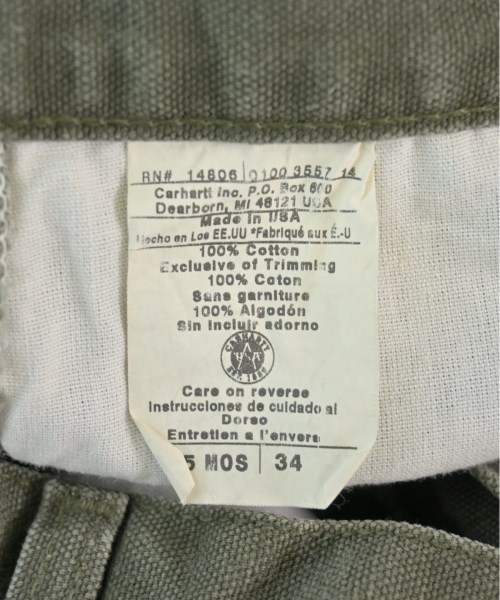 RN# 14806 | 0100 3557 14
Carhartt Inc. P.O. Box 600
Dearborn, MI 48121 USA
Made in USA
Hecho en Los EE.UU *Fabriqué aux É.-U
100% Cotton
Exclusive of Trimming
100% Coton
Sans garniture
100% Algodón
Sin incluir adorno
CARHARTT
Care on reverse
Instrucciones de cuidado al
Dorso
Entretien a l'envers
5 MOS | 34